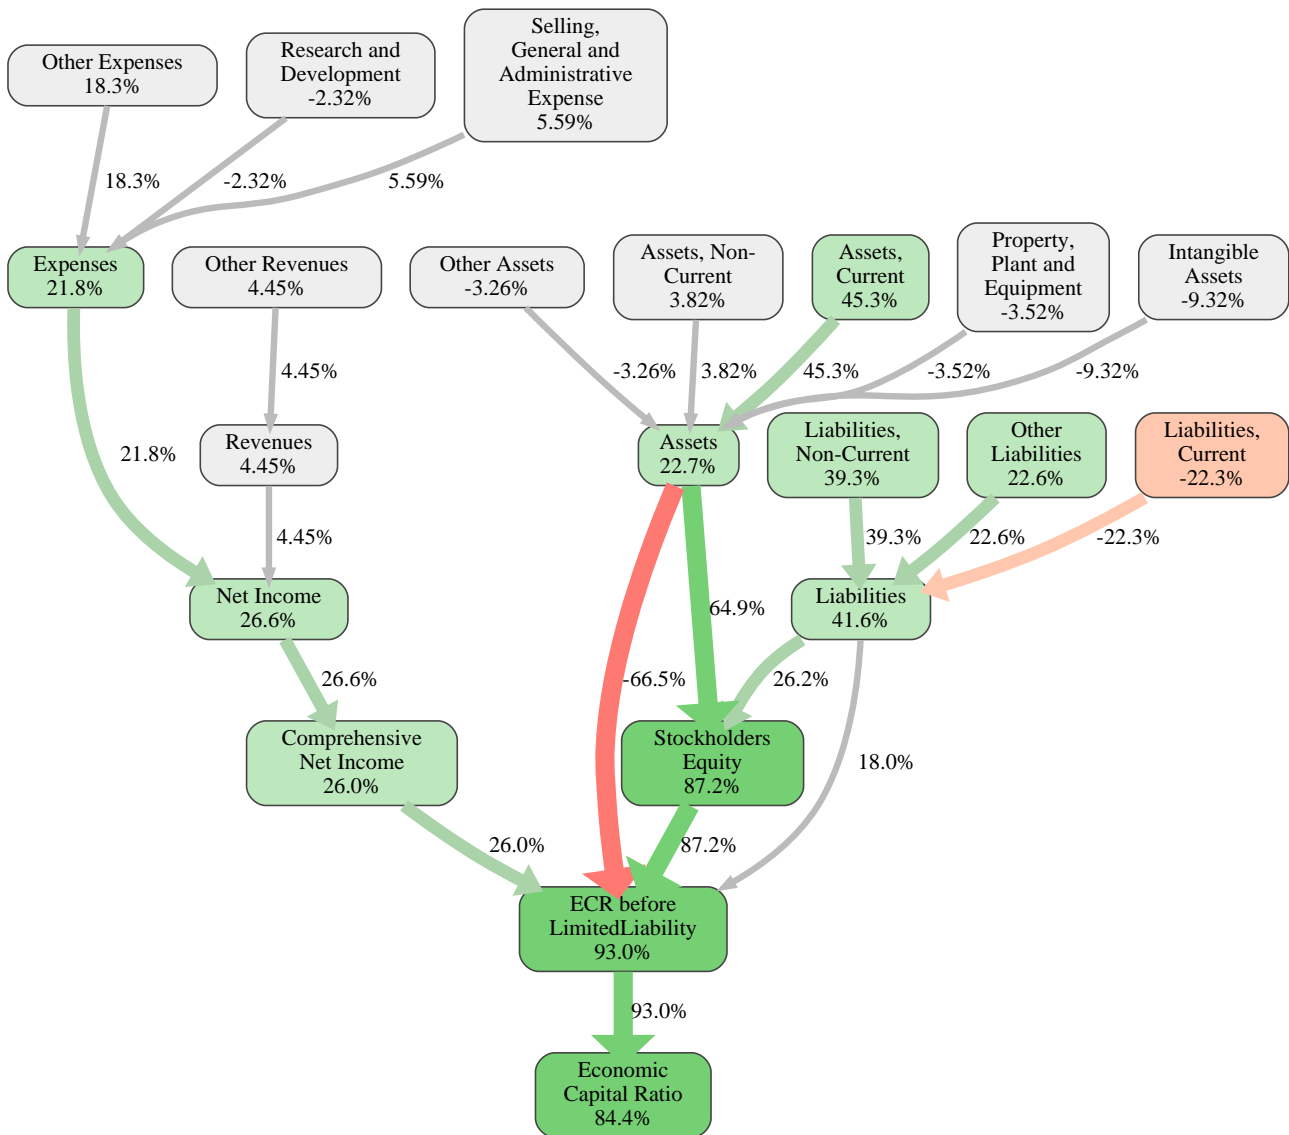 Selling,
General and
Administrative
Expense
5.59%
Research and
Development
-2.32%
Other Expenses
18.3%
18.3%
-2.32%
5.59%
Expenses
21.8%
Other Revenues
4.45%
Other Assets
-3.26%
Assets, Non-
Current
3.82%
Assets,
Current
45.3%
Property,
Plant and
Equipment
-3.52%
Intangible
Assets
-9.32%
4.45%
-3.26%
3.82%
45.3%
-3.52%
-9.32%
21.8%
Revenues
4.45%
Assets
22.7%
Liabilities,
Non-Current
39.3%
Other
Liabilities
22.6%
Liabilities,
Current
-22.3%
4.45%
39.3%
22.6%
-22.3%
Net Income
26.6%
64.9%
Liabilities
41.6%
26.6%
-66.5%
26.2%
Comprehensive
Net Income
26.0%
Stockholders
Equity
87.2%
18.0%
26.0%
87.2%
ECR before
LimitedLiability
93.0%
93.0%
Economic
Capital Ratio
84.4%